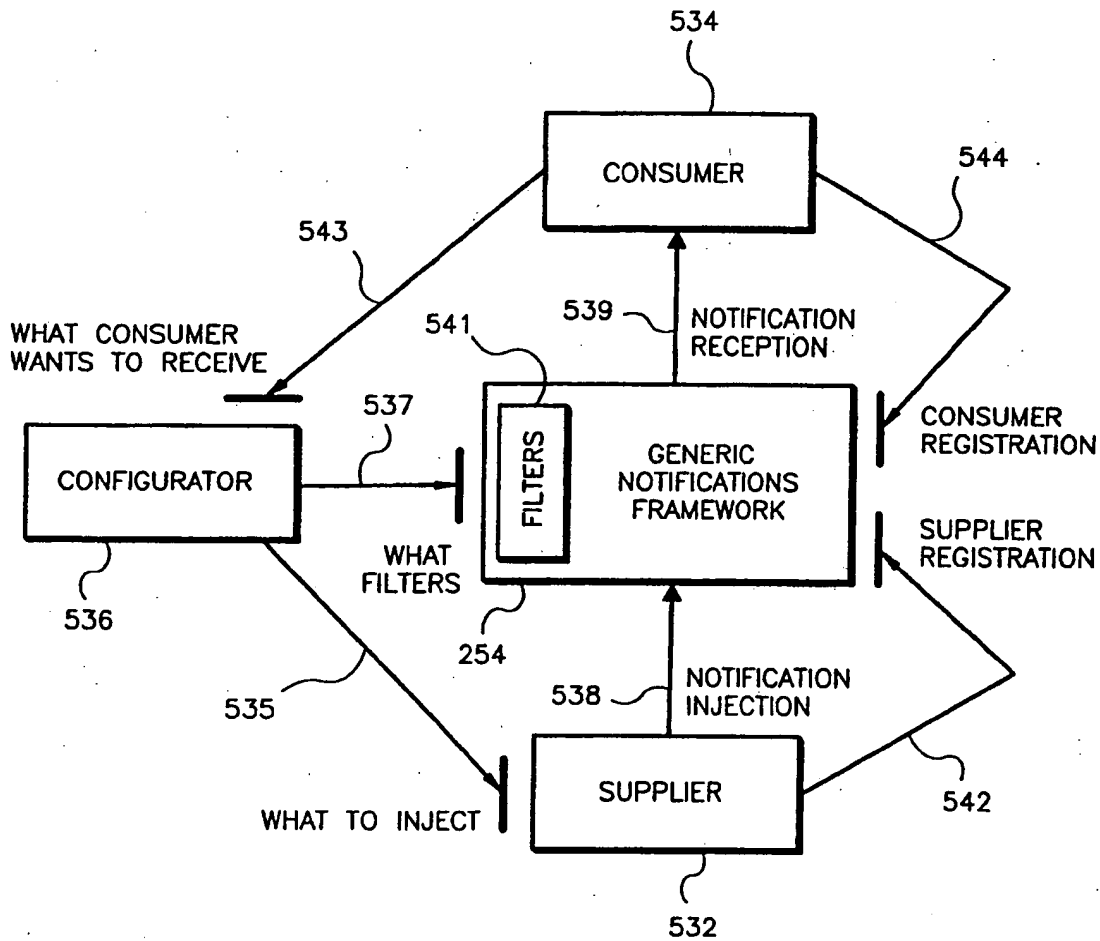 534
CONSUMER
544
543
539
NOTIFICATION
RECEPTION
541
WHAT CONSUMER
WANTS TO RECEIVE
537
CONSUMER
REGISTRATION
CONFIGURATOR
FILTERS
GENERIC
NOTIFICATIONS
FRAMEWORK
SUPPLIER
REGISTRATION
WHAT
FILTERS
536
254
535
538
NOTIFICATION
INJECTION
SUPPLIER
542
WHAT TO INJECT
532